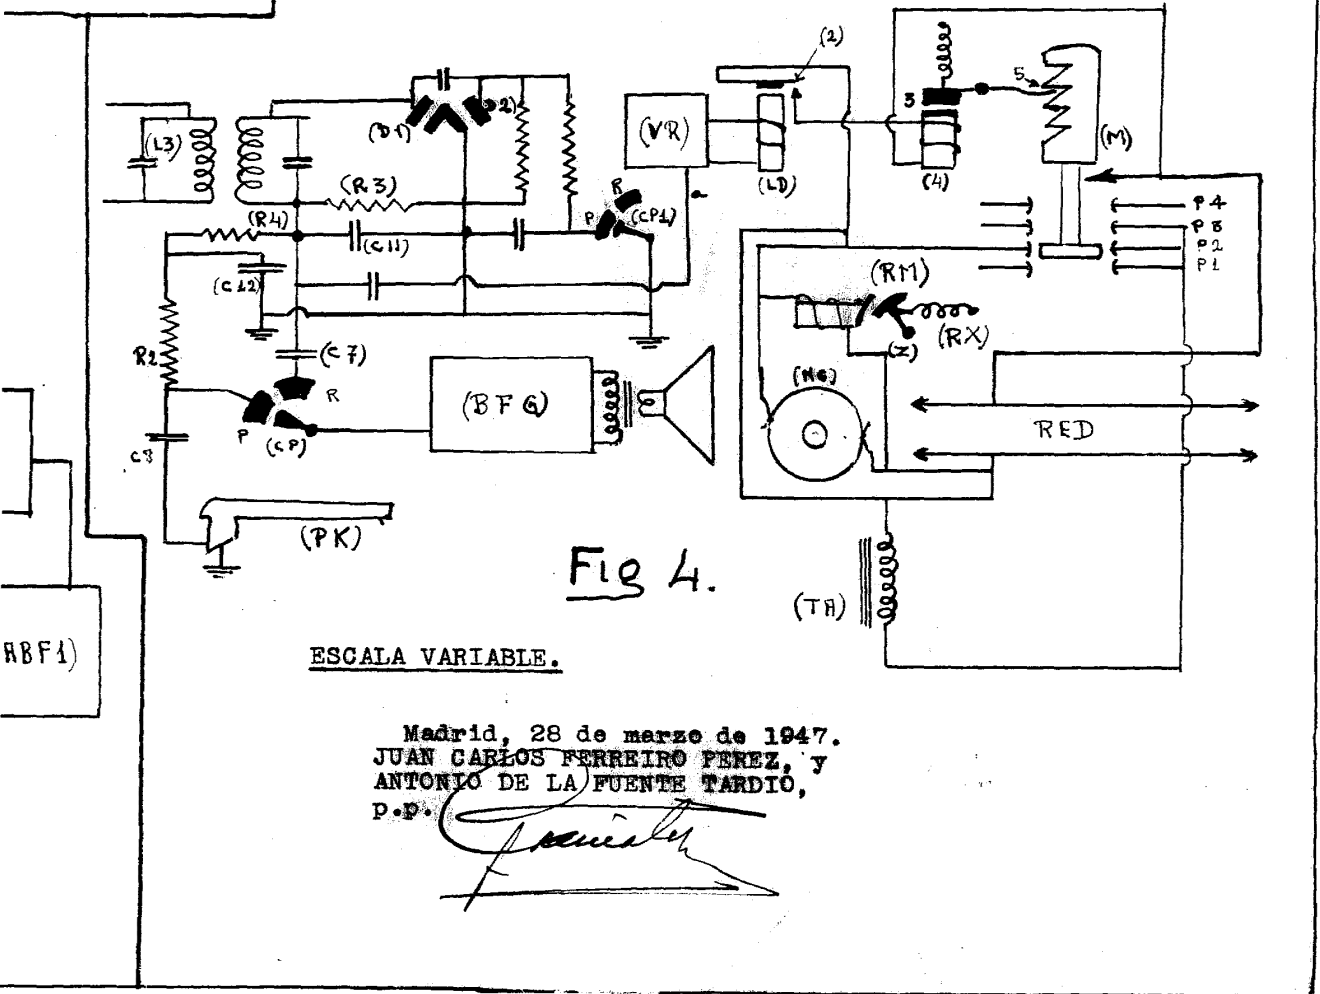 (2)
5
3
(L3)
(D1)
D2)
(VR)
(M)
(LD)
(4)
(R3)
R
P
(CP1)
a
P4
P3
P2
P1
(R4)
(C11)
(C12)
(RM)
(RX)
(Z)
R2
(C7)
R
P
(CP)
(BFG)
(MG)
RED
C8
(PK)
Fig 4.
(TA)
ABF1)
ESCALA VARIABLE.
Madrid, 28 de marzo de 1947.
JUAN CARLOS FERREIRO PEREZ, y
ANTONIO DE LA FUENTE TARDIO,
p.p.